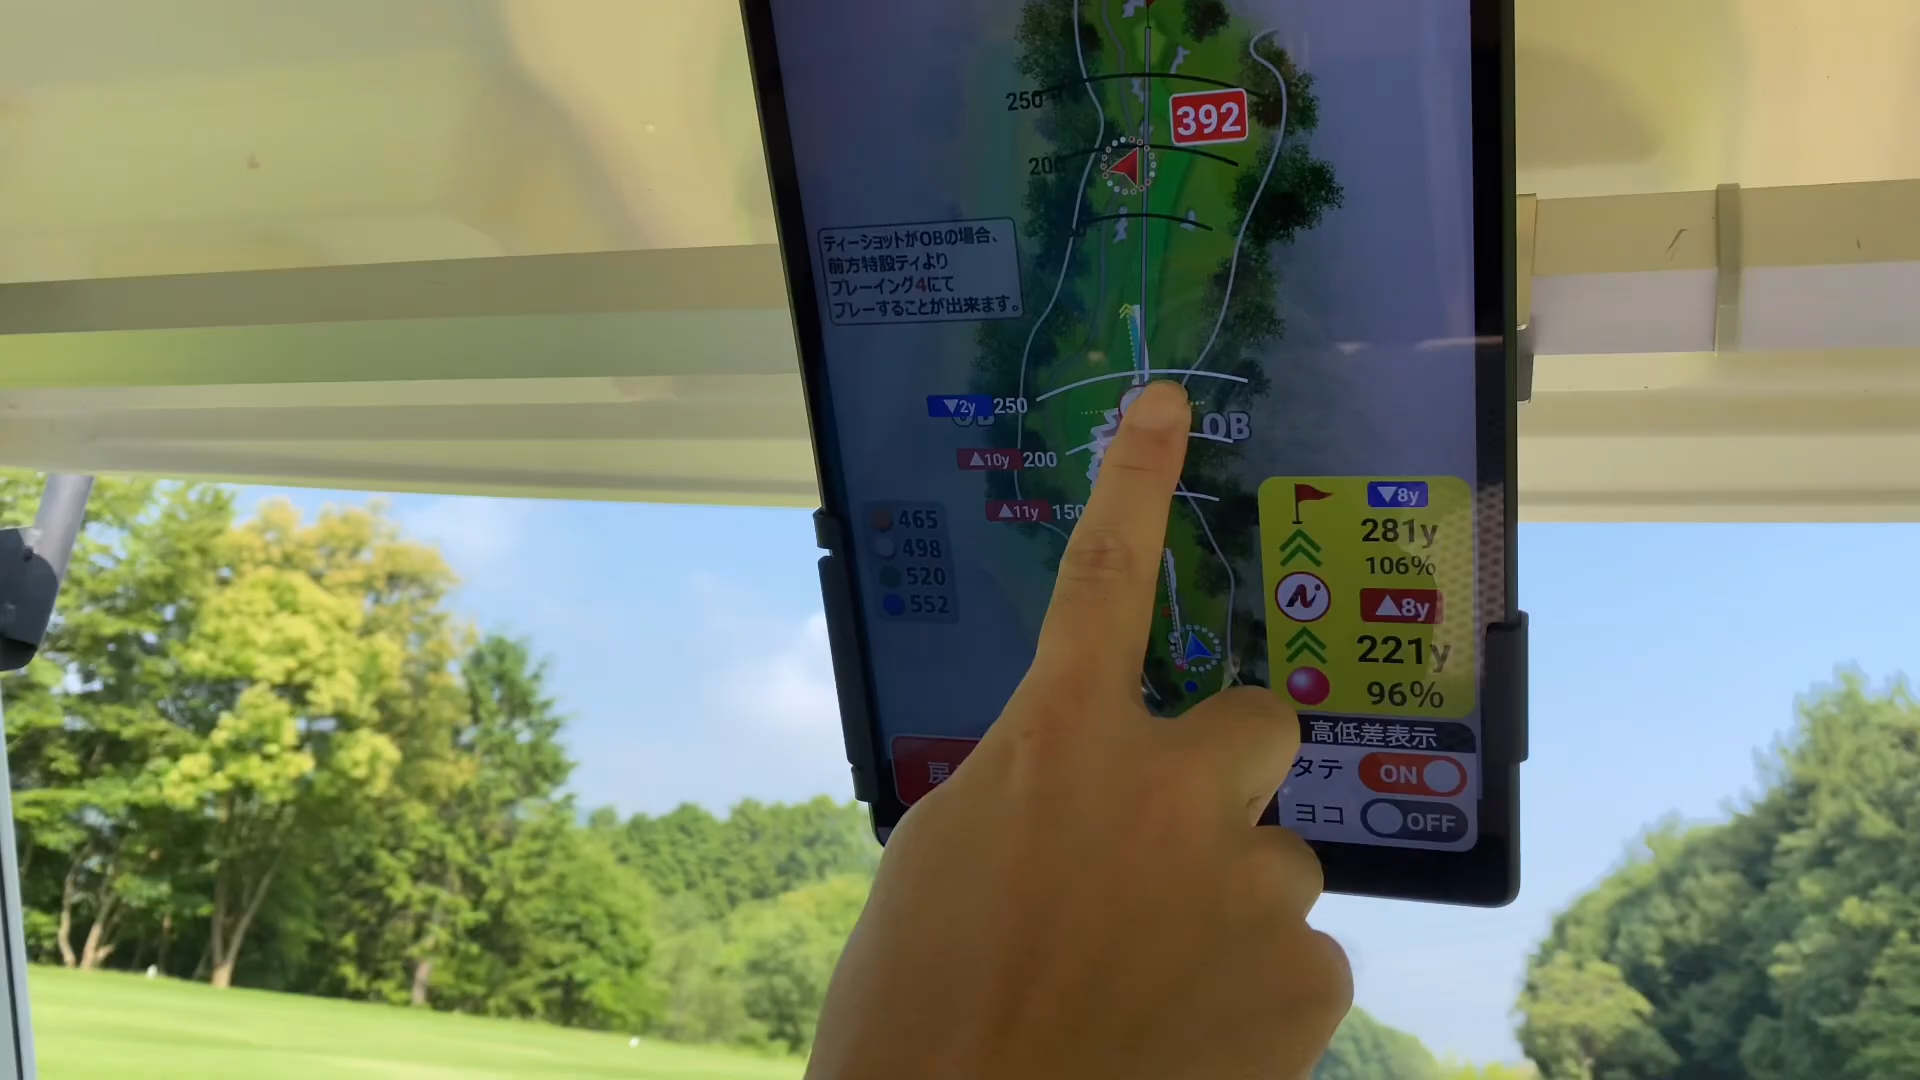 250
392
200
ティーショットがOBの場合、
前方特設ティより
プレーイング4にて
プレーすることが出来ます。
▼2y 250
OB
▲10y 200
▲11y 150
465
498
520
552
▼8y
281y
106%
N
▲8y
221y
96%
高低差表示
タテ ON
ヨコ OFF
戻